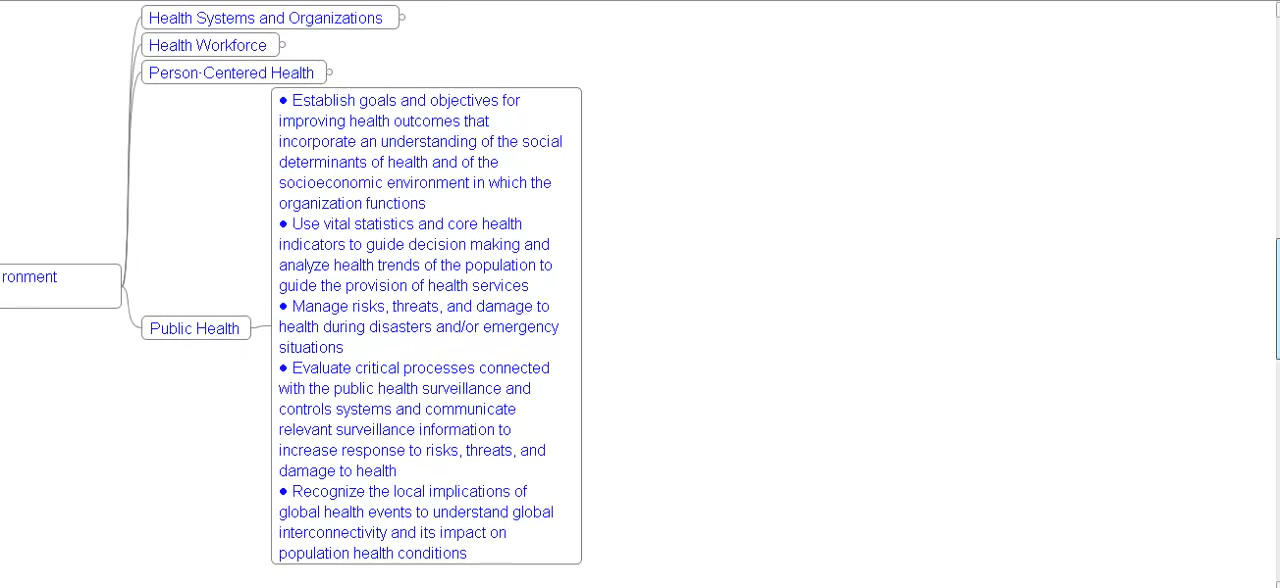 Health Systems and Organizations
Health Workforce
Person-Centered Health
● Establish goals and objectives for
improving health outcomes that
incorporate an understanding of the social
determinants of health and of the
socioeconomic environment in which the
organization functions
● Use vital statistics and core health
indicators to guide decision making and
analyze health trends of the population to
guide the provision of health services
● Manage risks, threats, and damage to
health during disasters and/or emergency
situations
● Evaluate critical processes connected
with the public health surveillance and
controls systems and communicate
relevant surveillance information to
increase response to risks, threats, and
damage to health
● Recognize the local implications of
global health events to understand global
interconnectivity and its impact on
population health conditions
ronment
Public Health